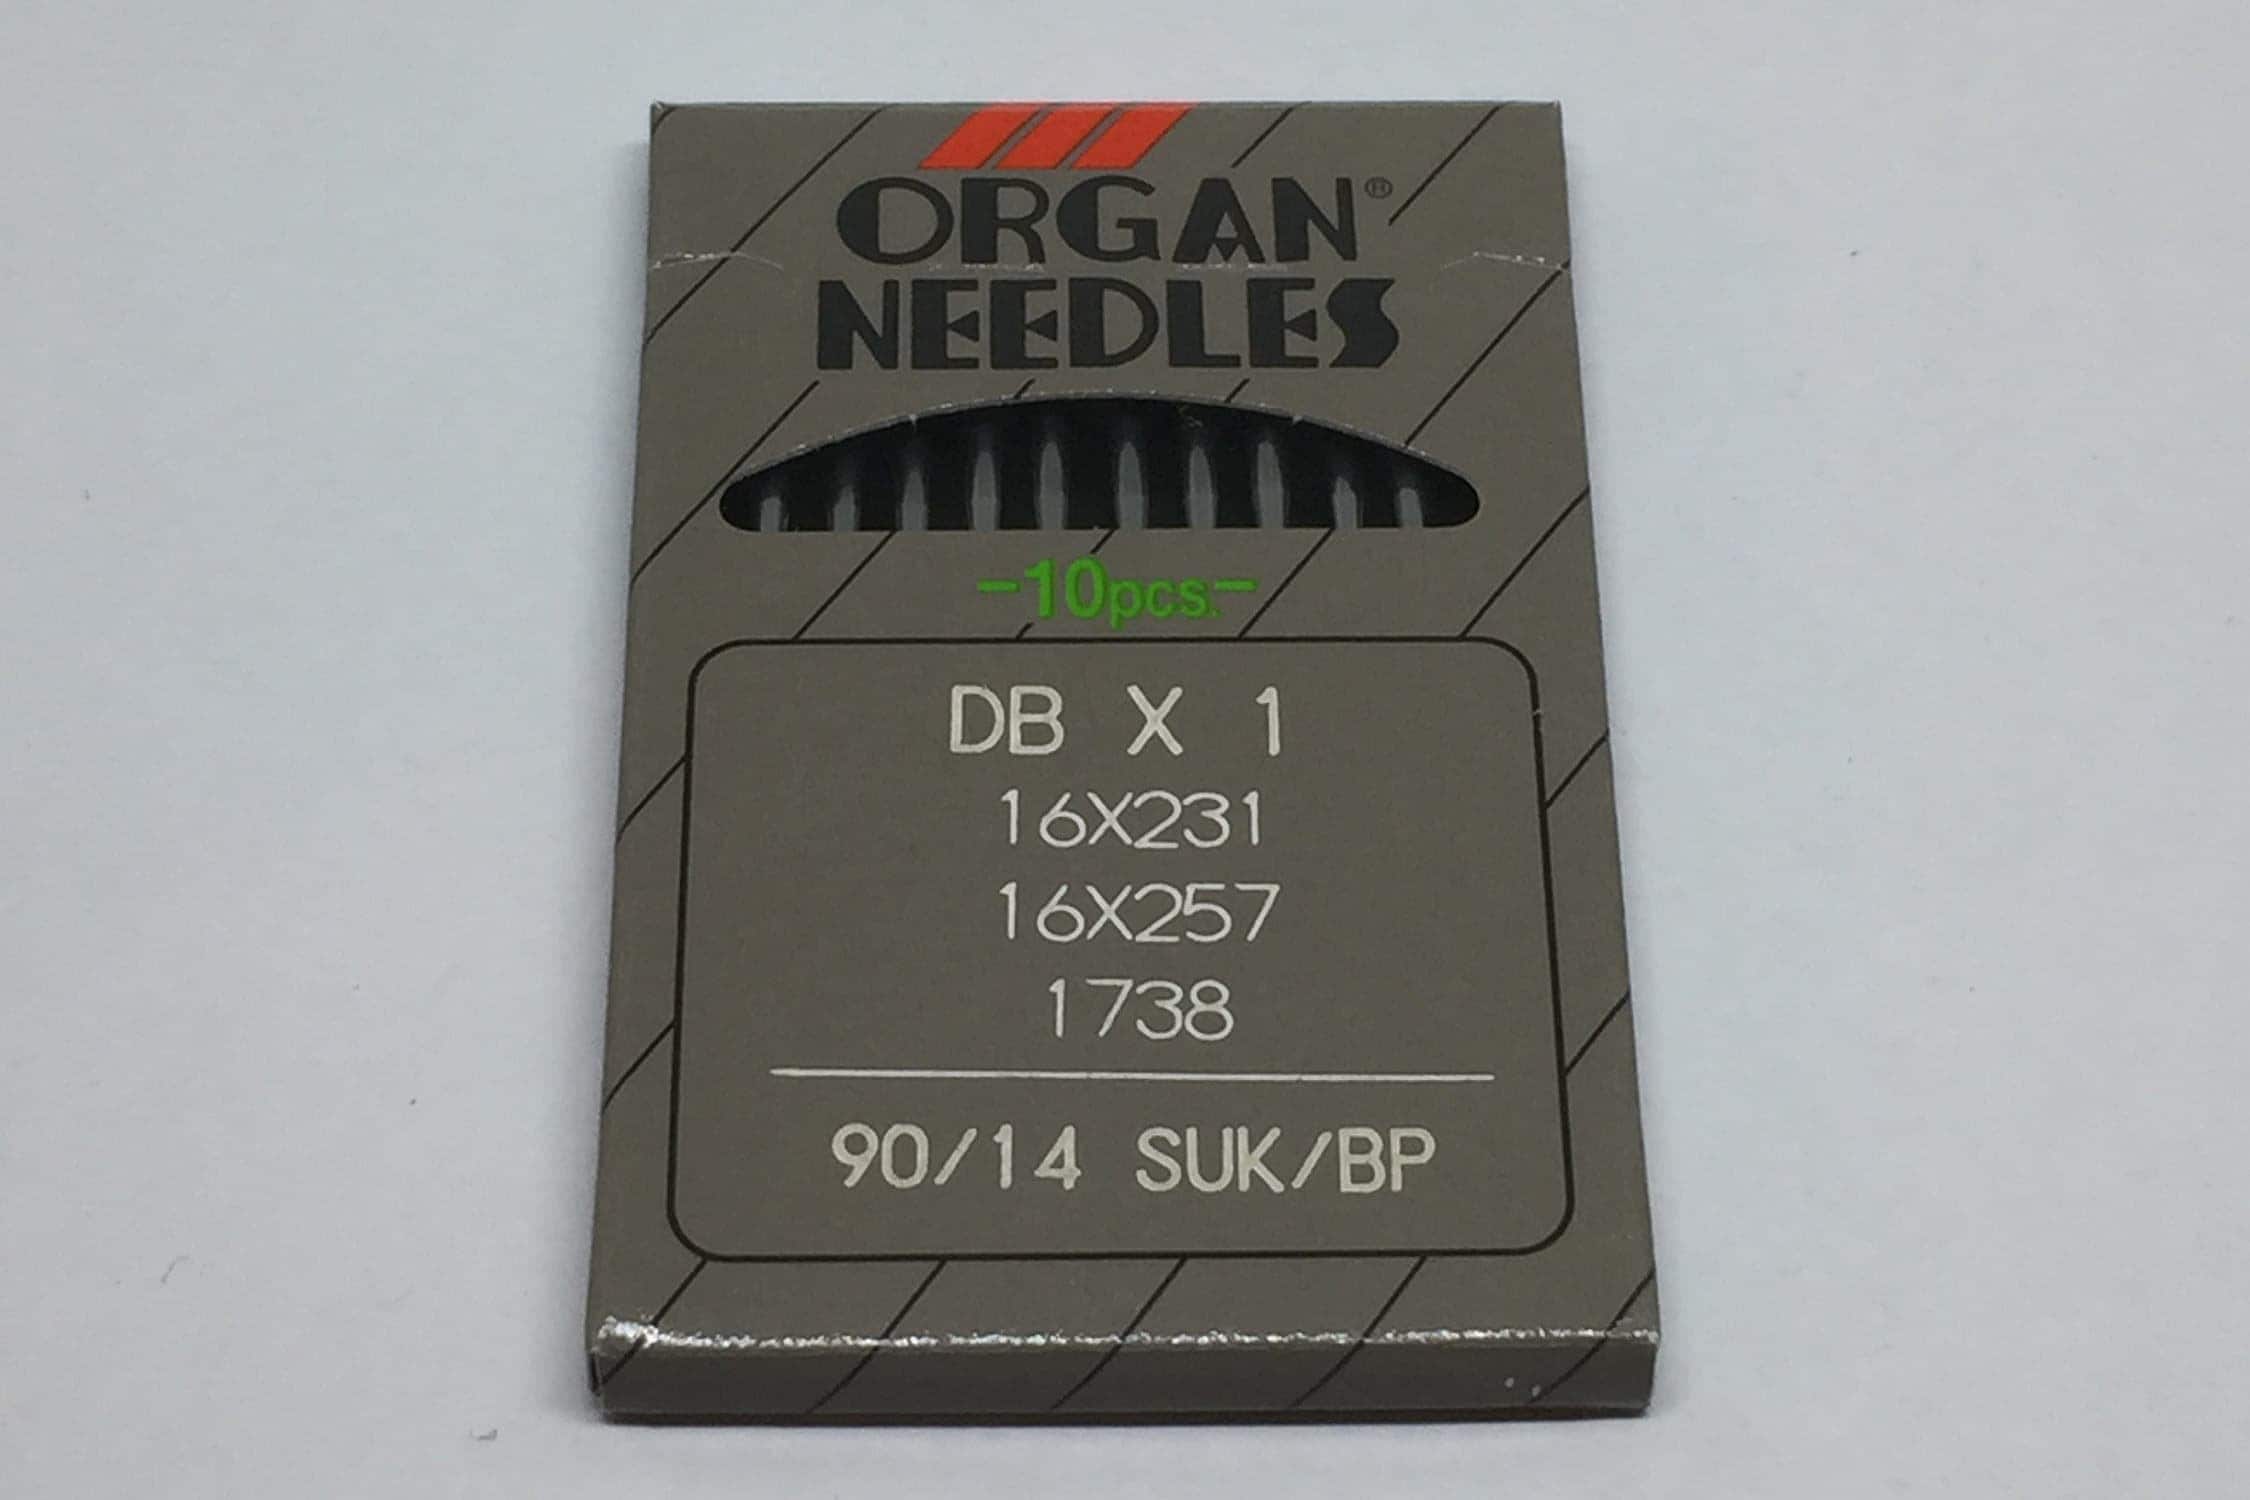 ORGAN®
NEEDLES
-10pcs.-
DB X 1
16X231
16X257
1738
90/14 SUK/BP